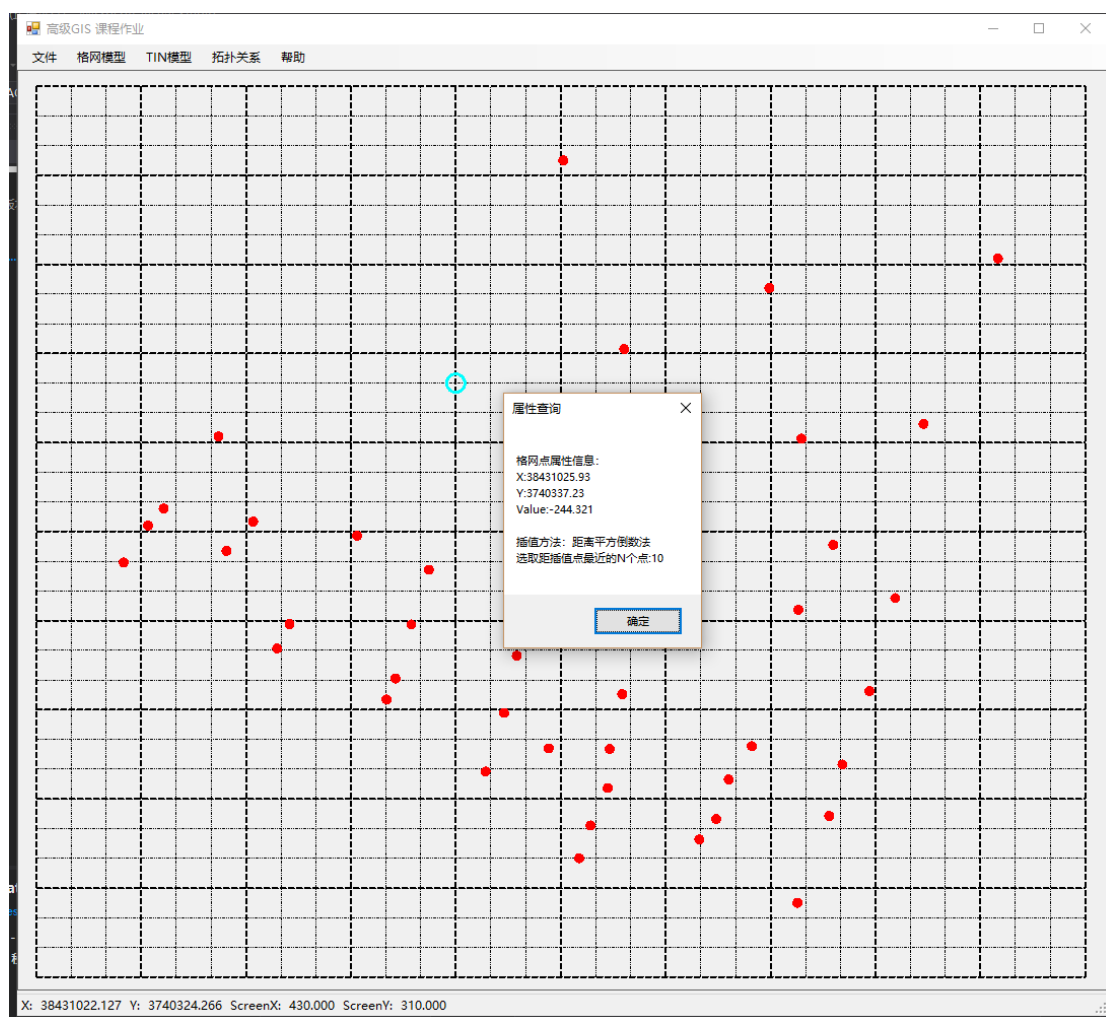 高级GIS 课程作业
文件 格网模型 TIN模型 拓扑关系 帮助
属性查询
格网点属性信息:
X:38431025.93
Y:3740337.23
Value:-244.321
插值方法: 距离平方倒数法
选取距插值点最近的N个点:10
确定
X: 38431022.127 Y: 3740324.266 ScreenX: 430.000 ScreenY: 310.000